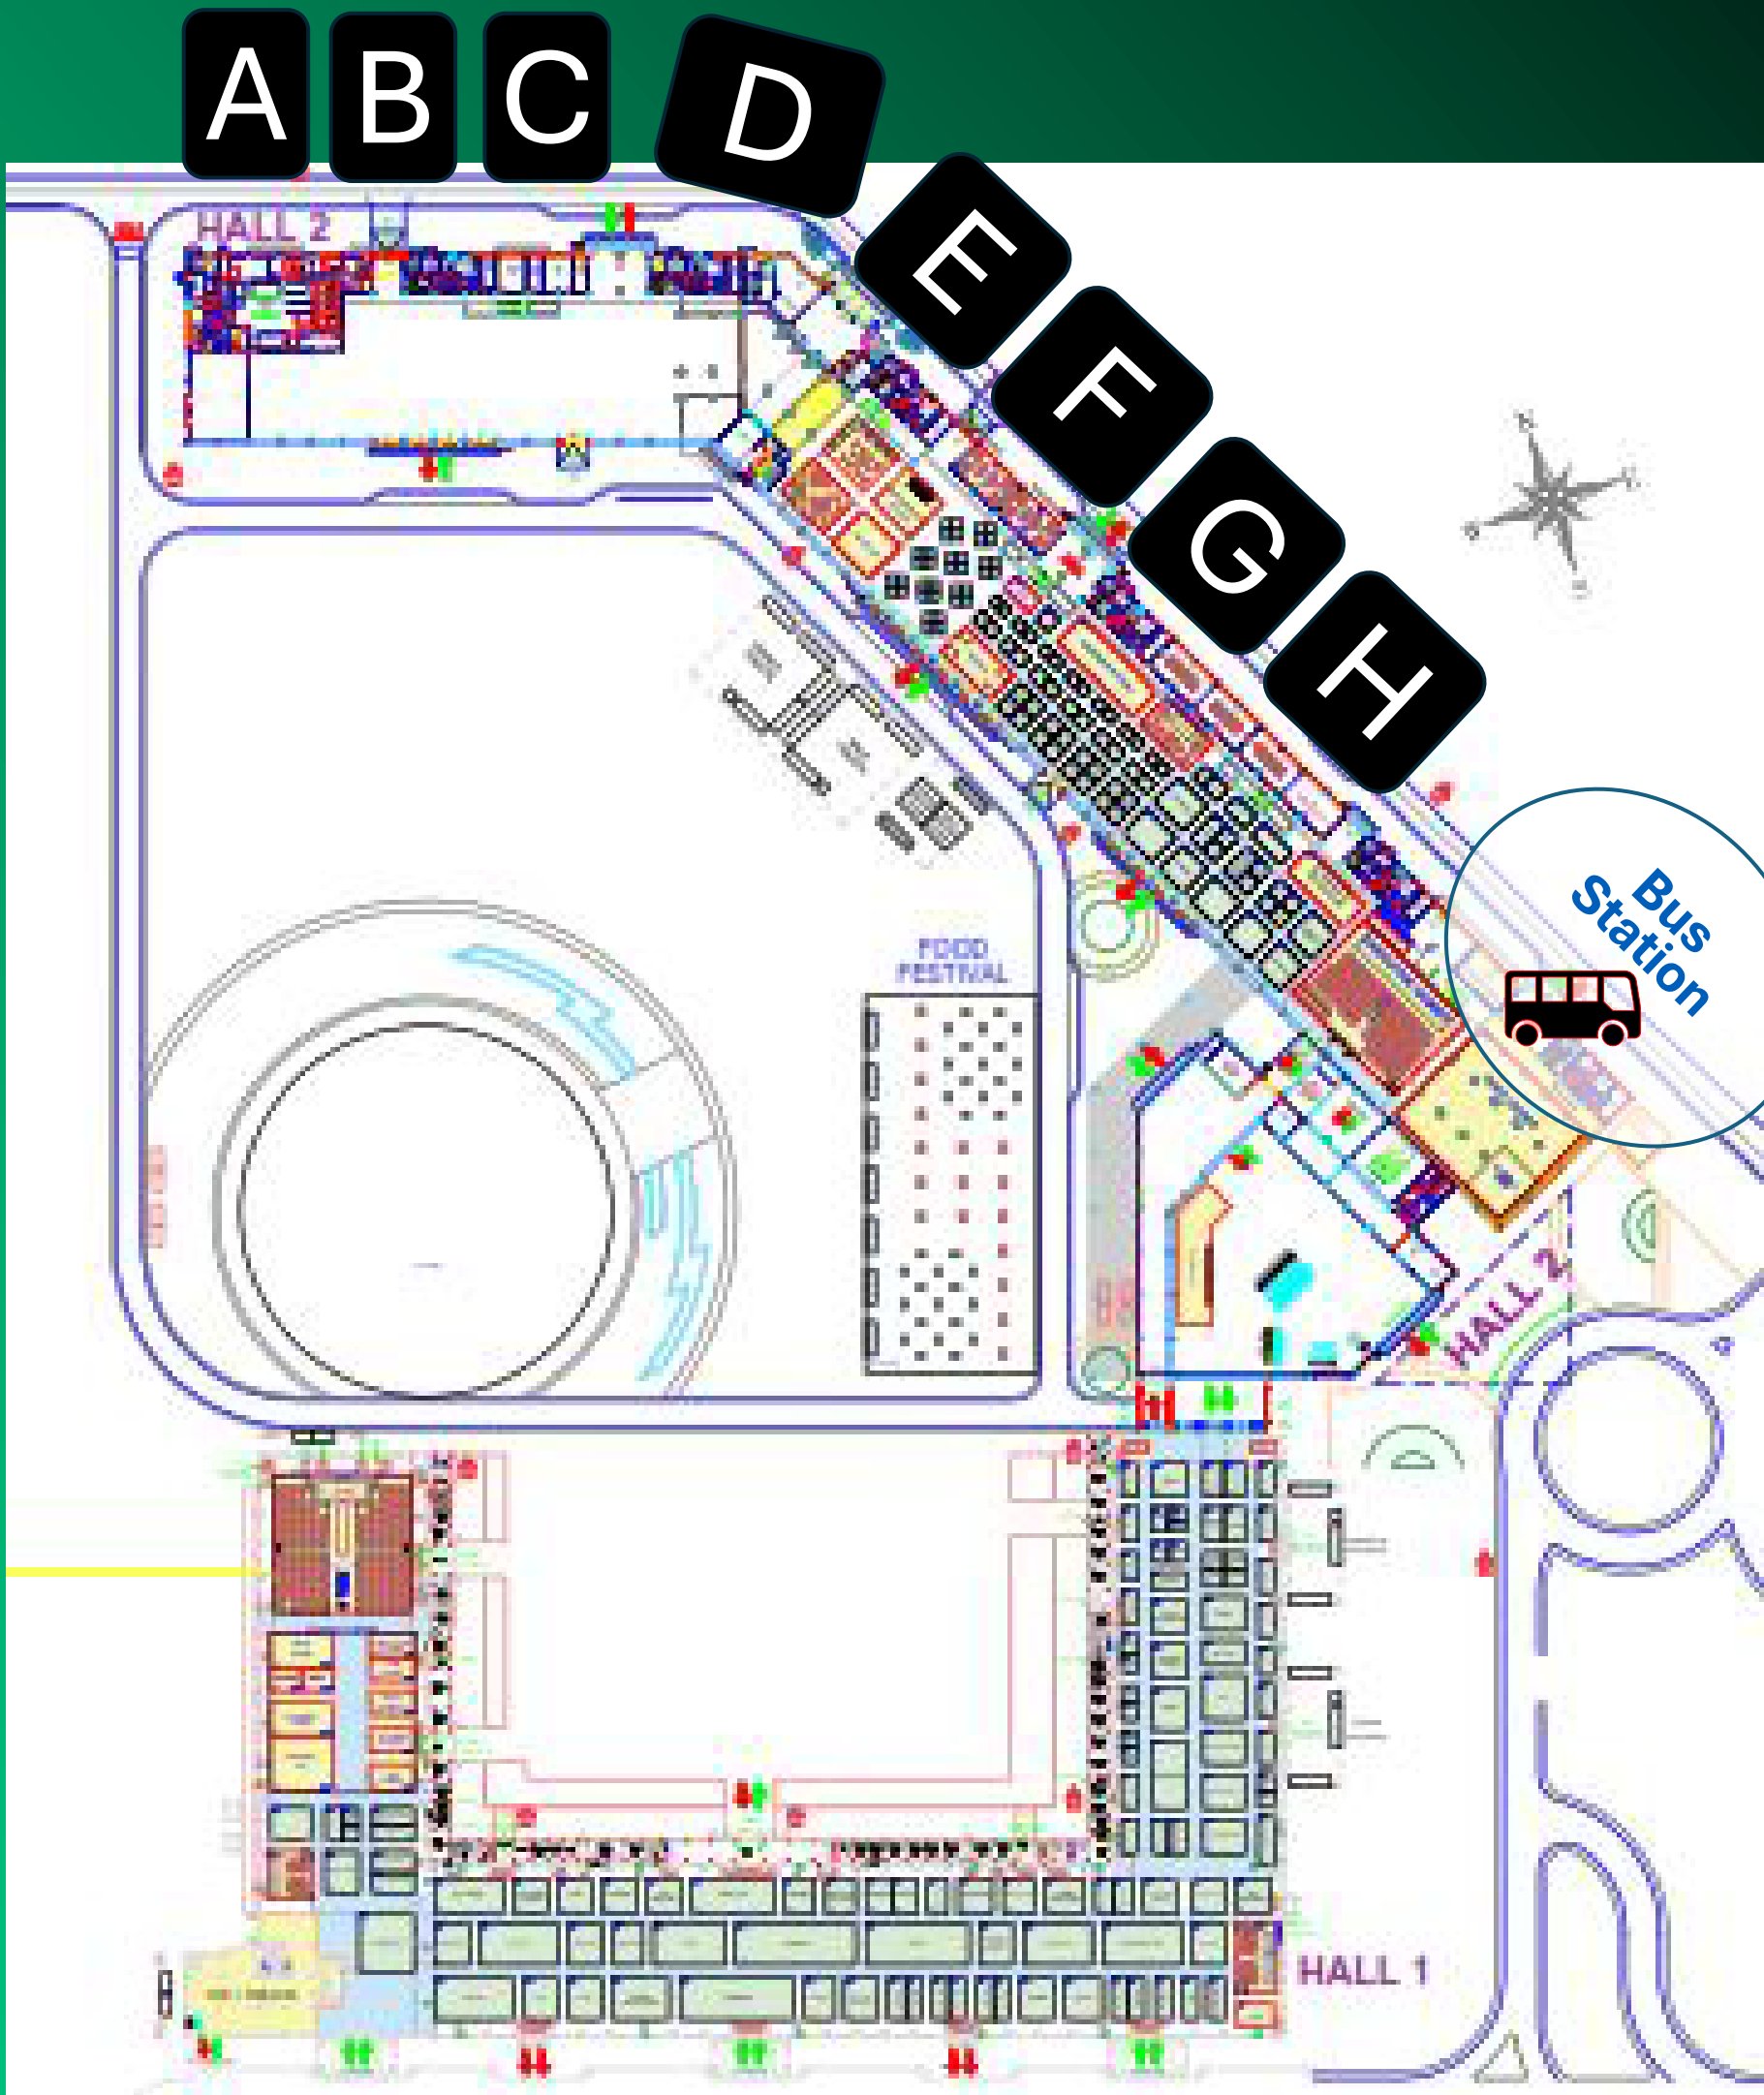 A B C D
E
F
G
H
HALL 2
Bus
Station
FOOD
FESTIVAL
HALL 2
HALL 1